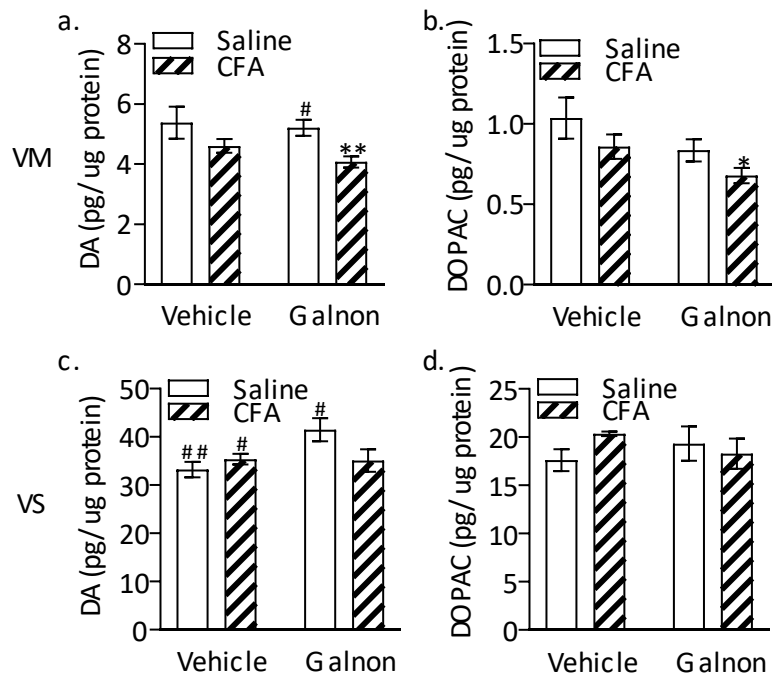 a.
Saline
CFA
8
6
4
2
0
#
**
DA (pg/ ug protein)
VM
Vehicle Galnon
b.
Saline
CFA
1.5
1.0
0.5
0.0
*
DOPAC (pg/ ug protein)
Vehicle Galnon
c.
Saline
CFA
50
40
30
20
10
0
##
#
#
DA (pg/ ug protein)
VS
Vehicle Galnon
d.
Saline
CFA
25
20
15
10
5
0
DOPAC (pg/ ug protein)
Vehicle Galnon